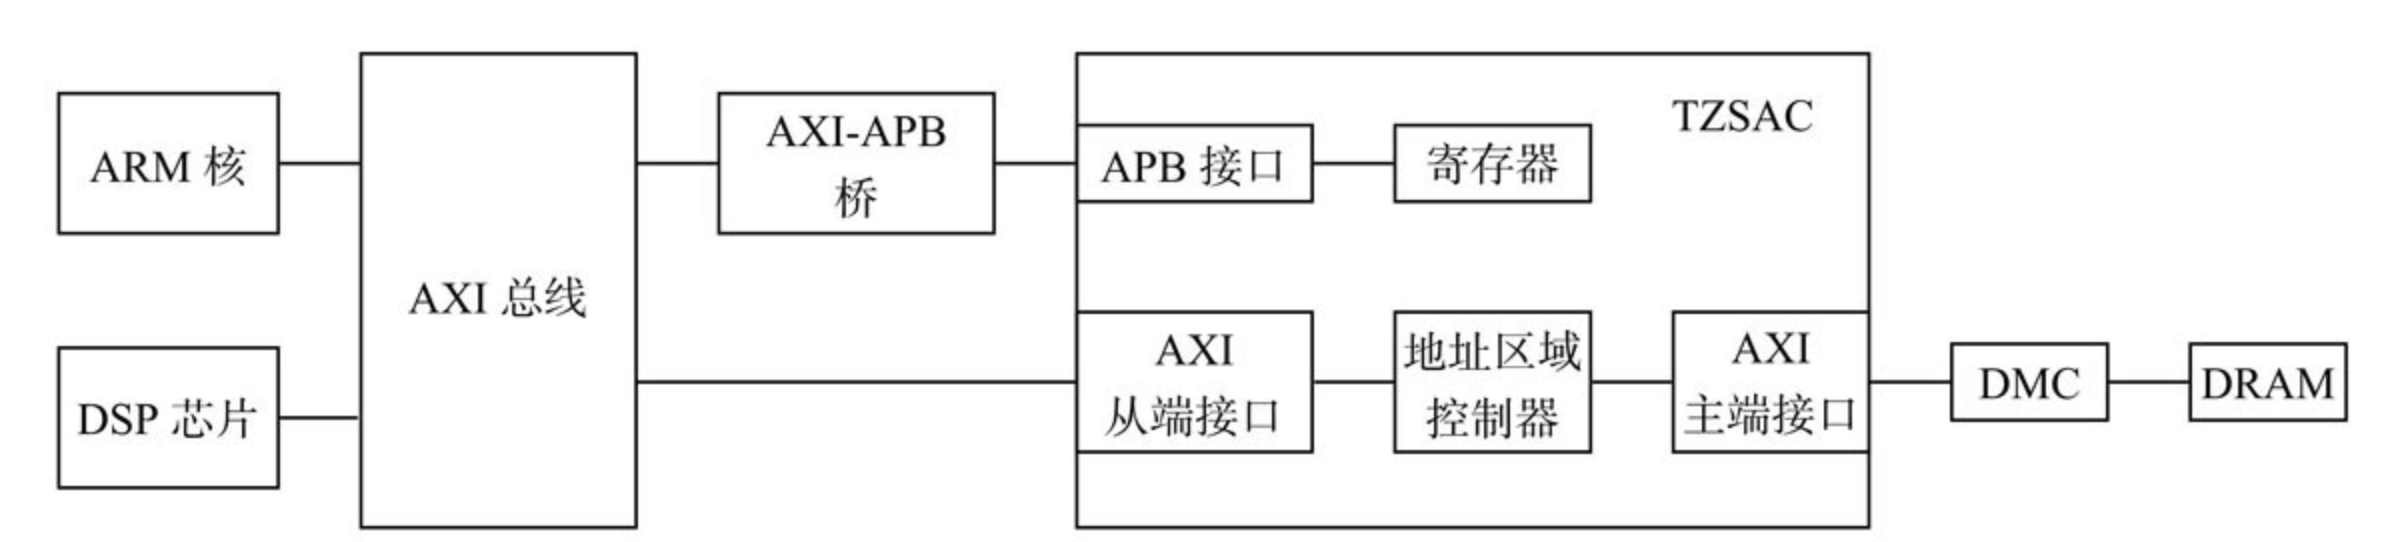 ARM 核
DSP 芯片
AXI 总线
AXI-APB
桥
TZSAC
APB 接口
寄存器
AXI
从端接口
地址区域
控制器
AXI
主端接口
DMC
DRAM